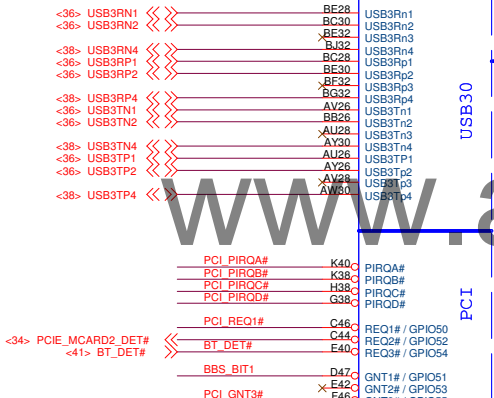 <36> USB3RN1 BE28 USB3Rn1
<36> USB3RN2 BC30 USB3Rn2
BE32 USB3Rn3
<38> USB3RN4 BJ32 USB3Rn4
<36> USB3RP1 BC28 USB3Rp1
<36> USB3RP2 BE30 USB3Rp2
BF32 USB3Rp3
<38> USB3RP4 BG32 USB3Rp4
<36> USB3TN1 AV26 USB3Tn1
<36> USB3TN2 BB26 USB3Tn2
AU28 USB3Tn3
<38> USB3TN4 AY30 USB3Tn4
<36> USB3TP1 AU26 USB3TP1
<36> USB3TP2 AY26 USB3Tp2
AV28 USB3Tp3
<38> USB3TP4 AW30 USB3Tp4
USB30
www.a
PCI_PIRQA# K40 PIRQA#
PCI_PIRQB# K38 PIRQB#
PCI_PIRQC# H38 PIRQC#
PCI_PIRQD# G38 PIRQD#
PCI
PCI_REQ1# C46 REQ1# / GPIO50
<34> PCIE_MCARD2_DET# C44 REQ2# / GPIO52
<41> BT_DET# BT_DET# E40 REQ3# / GPIO54
BBS_BIT1 D47 GNT1# / GPIO51
E42 GNT2# / GPIO53
PCI_GNT3# F46